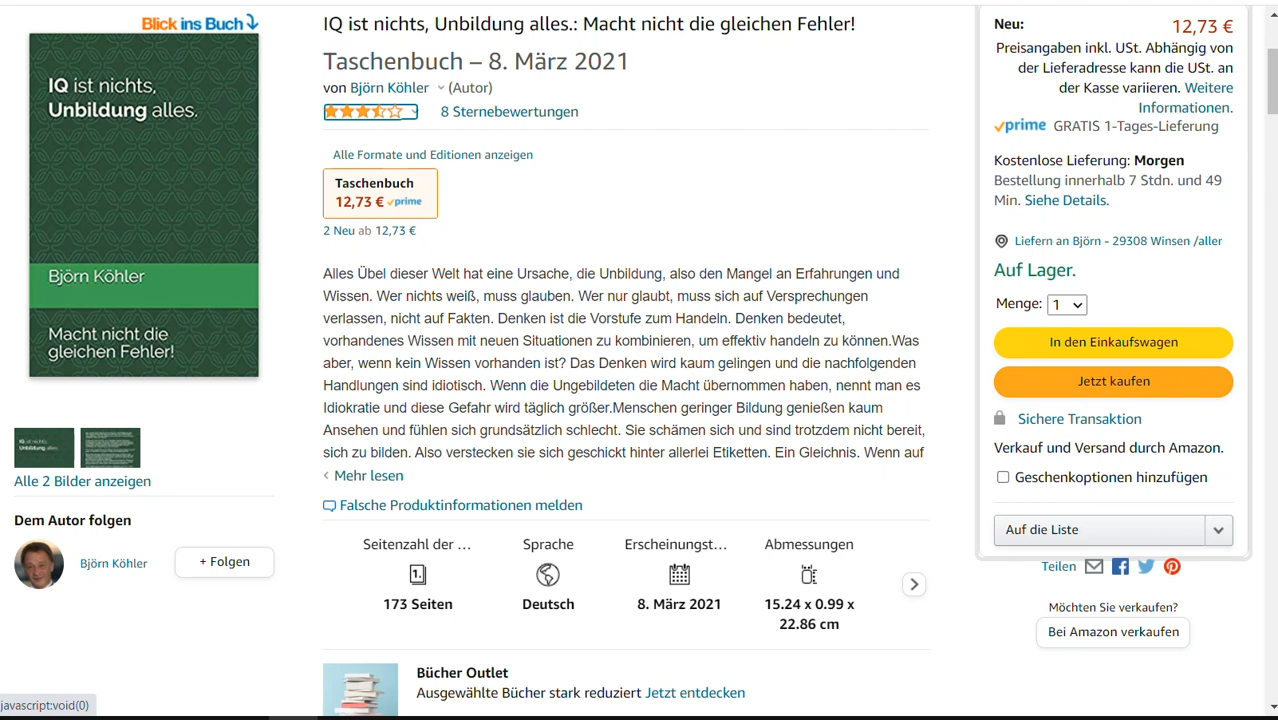 Blick ins Buch
IQ ist nichts,
Unbildung alles.
Björn Köhler
Macht nicht die
gleichen Fehler!
Alle 2 Bilder anzeigen
Dem Autor folgen
Björn Köhler
+ Folgen
javascript:void(0)
IQ ist nichts, Unbildung alles.: Macht nicht die gleichen Fehler!
Taschenbuch – 8. März 2021
von Björn Köhler (Autor)
8 Sternebewertungen
Alle Formate und Editionen anzeigen
Taschenbuch
12,73 € prime
2 Neu ab 12,73 €
Alles Übel dieser Welt hat eine Ursache, die Unbildung, also den Mangel an Erfahrungen und
Wissen. Wer nichts weiß, muss glauben. Wer nur glaubt, muss sich auf Versprechungen
verlassen, nicht auf Fakten. Denken ist die Vorstufe zum Handeln. Denken bedeutet,
vorhandenes Wissen mit neuen Situationen zu kombinieren, um effektiv handeln zu können.Was
aber, wenn kein Wissen vorhanden ist? Das Denken wird kaum gelingen und die nachfolgenden
Handlungen sind idiotisch. Wenn die Ungebildeten die Macht übernommen haben, nennt man es
Idiokratie und diese Gefahr wird täglich größer.Menschen geringer Bildung genießen kaum
Ansehen und fühlen sich grundsätzlich schlecht. Sie schämen sich und sind trotzdem nicht bereit,
sich zu bilden. Also verstecken sie sich geschickt hinter allerlei Etiketten. Ein Gleichnis. Wenn auf
Mehr lesen
Falsche Produktinformationen melden
Seitenzahl der ...
1.
173 Seiten
Sprache
Deutsch
Erscheinungst...
8. März 2021
Abmessungen
15.24 x 0.99 x
22.86 cm
Bücher Outlet
Ausgewählte Bücher stark reduziert Jetzt entdecken
Neu: 12,73 €
Preisangaben inkl. USt. Abhängig von
der Lieferadresse kann die USt. an
der Kasse variieren. Weitere
Informationen.
prime GRATIS 1-Tages-Lieferung
Kostenlose Lieferung: Morgen
Bestellung innerhalb 7 Stdn. und 49
Min. Siehe Details.
Liefern an Björn - 29308 Winsen /aller
Auf Lager.
Menge: 1
In den Einkaufswagen
Jetzt kaufen
Sichere Transaktion
Verkauf und Versand durch Amazon.
Geschenkoptionen hinzufügen
Auf die Liste
Teilen
Möchten Sie verkaufen?
Bei Amazon verkaufen